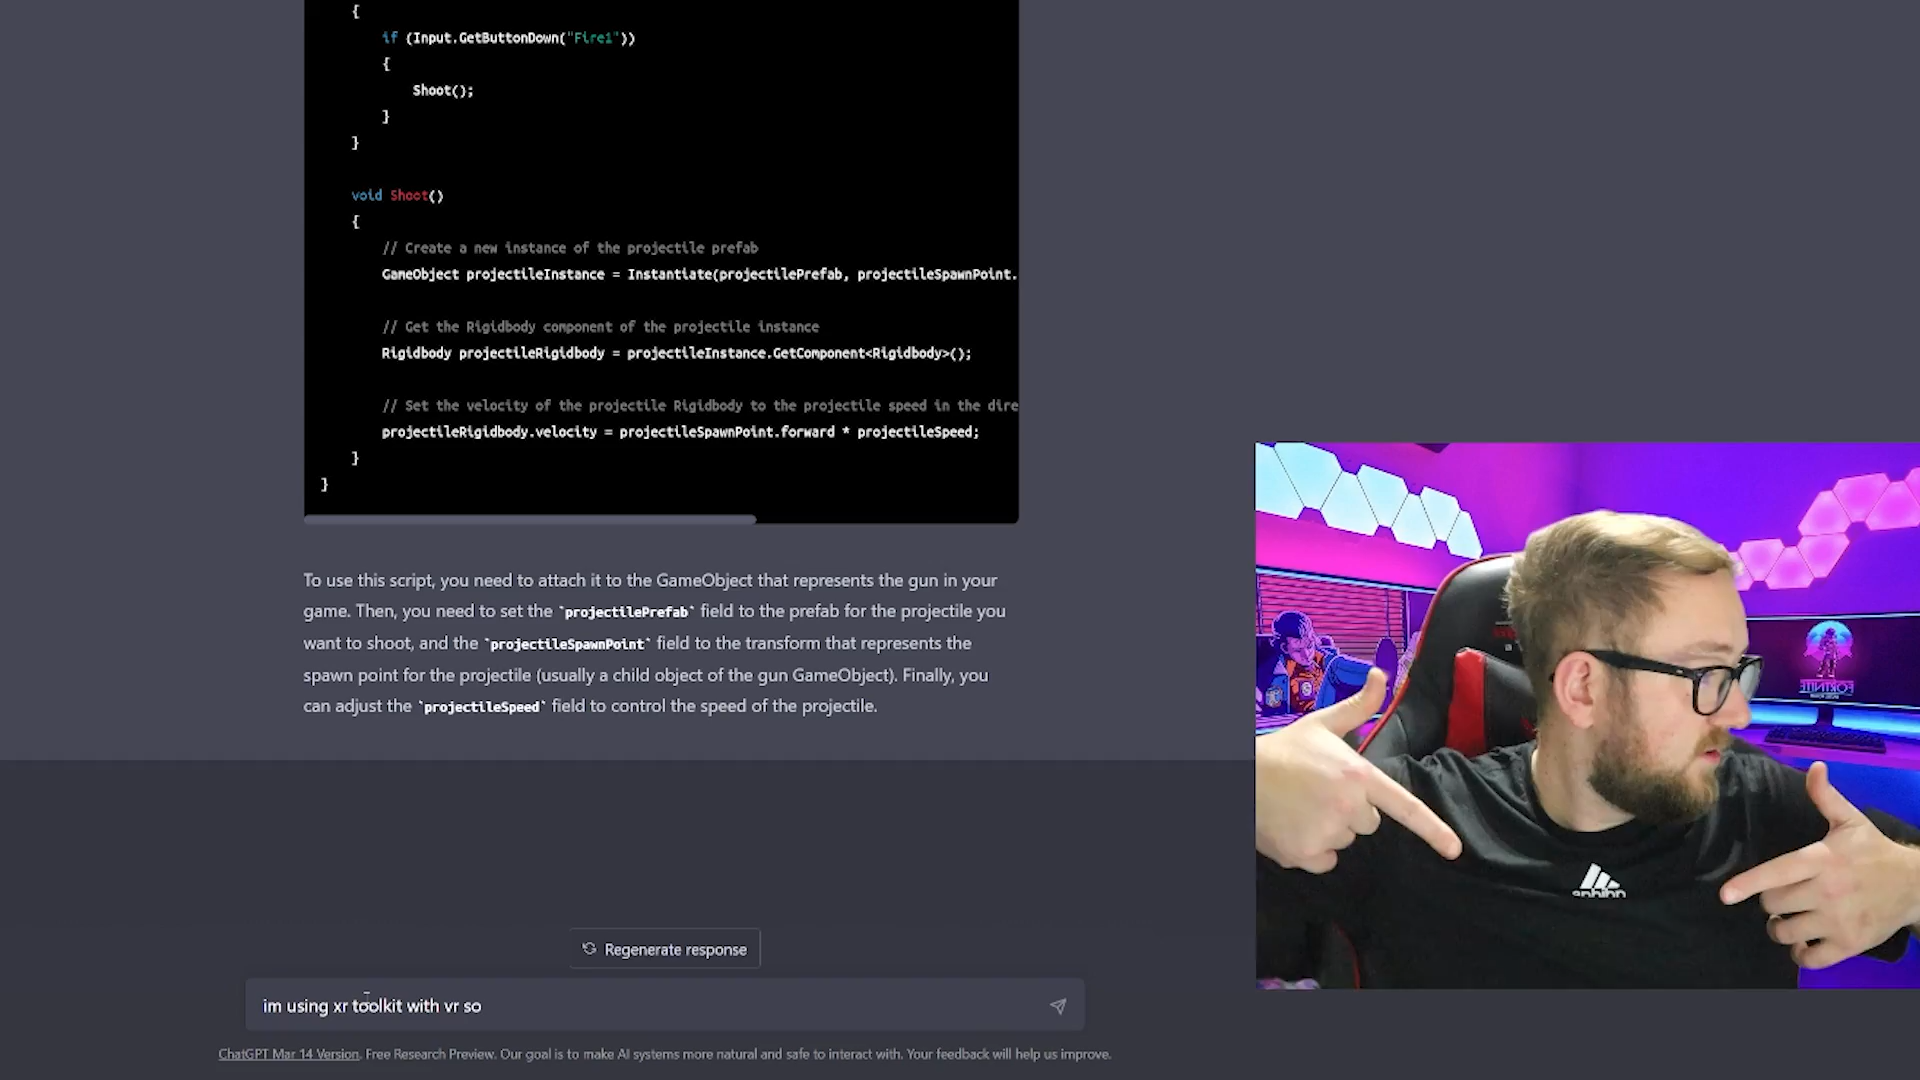 {
if (Input.GetButtonDown("Fire1"))
{
Shoot();
}
}
void Shoot()
{
// Create a new instance of the projectile prefab
GameObject projectileInstance = Instantiate(projectilePrefab, projectileSpawnPoint.
// Get the Rigidbody component of the projectile instance
Rigidbody projectileRigidbody = projectileInstance.GetComponent<Rigidbody>();
// Set the velocity of the projectile Rigidbody to the projectile speed in the dire
projectileRigidbody.velocity = projectileSpawnPoint.forward * projectileSpeed;
}
}
To use this script, you need to attach it to the GameObject that represents the gun in your
game. Then, you need to set the `projectilePrefab` field to the prefab for the projectile you
want to shoot, and the `projectileSpawnPoint` field to the transform that represents the
spawn point for the projectile (usually a child object of the gun GameObject). Finally, you
can adjust the `projectileSpeed` field to control the speed of the projectile.
FORTNITE
adidas
Regenerate response
im using xr toolkit with vr so
ChatGPT Mar 14 Version. Free Research Preview. Our goal is to make AI systems more natural and safe to interact with. Your feedback will help us improve.